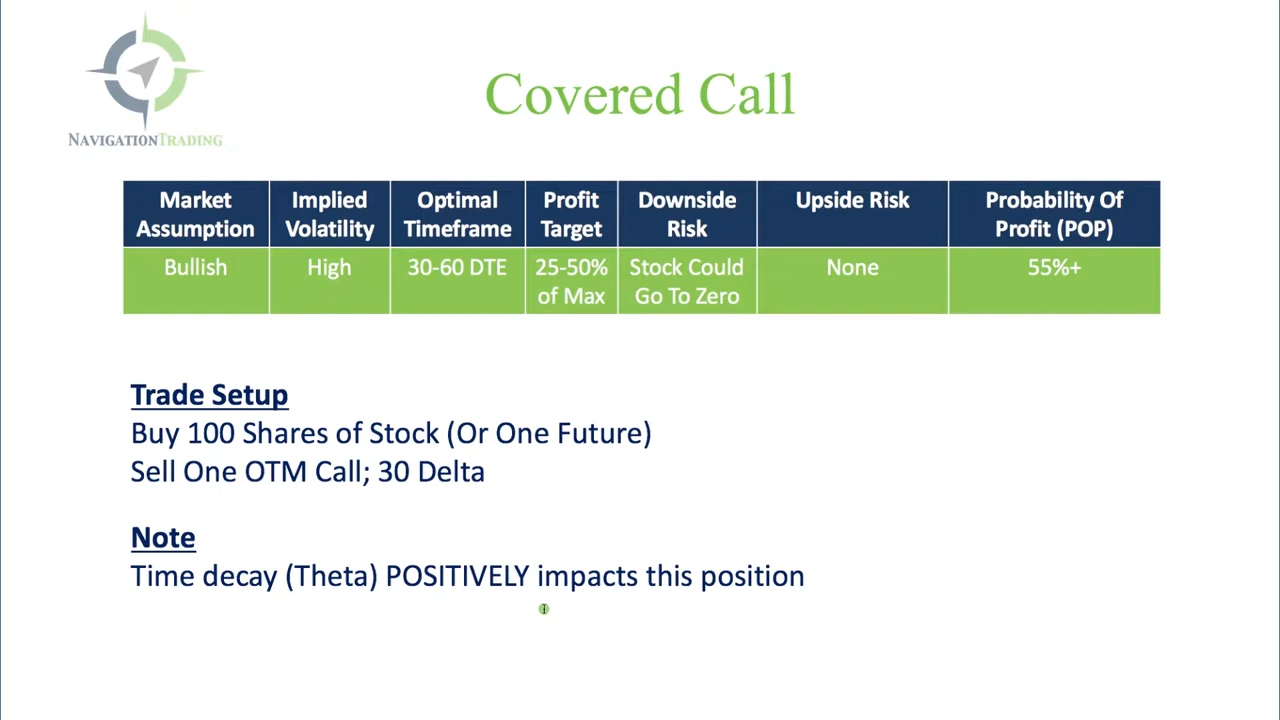 NAVIGATIONTRADING
Covered Call
Market Assumption
Implied Volatility
Optimal Timeframe
Profit Target
Downside Risk
Upside Risk
Probability Of Profit (POP)
Bullish
High
30-60 DTE
25-50% of Max
Stock Could Go To Zero
None
55%+
Trade Setup
Buy 100 Shares of Stock (Or One Future)
Sell One OTM Call; 30 Delta
Note
Time decay (Theta) POSITIVELY impacts this position